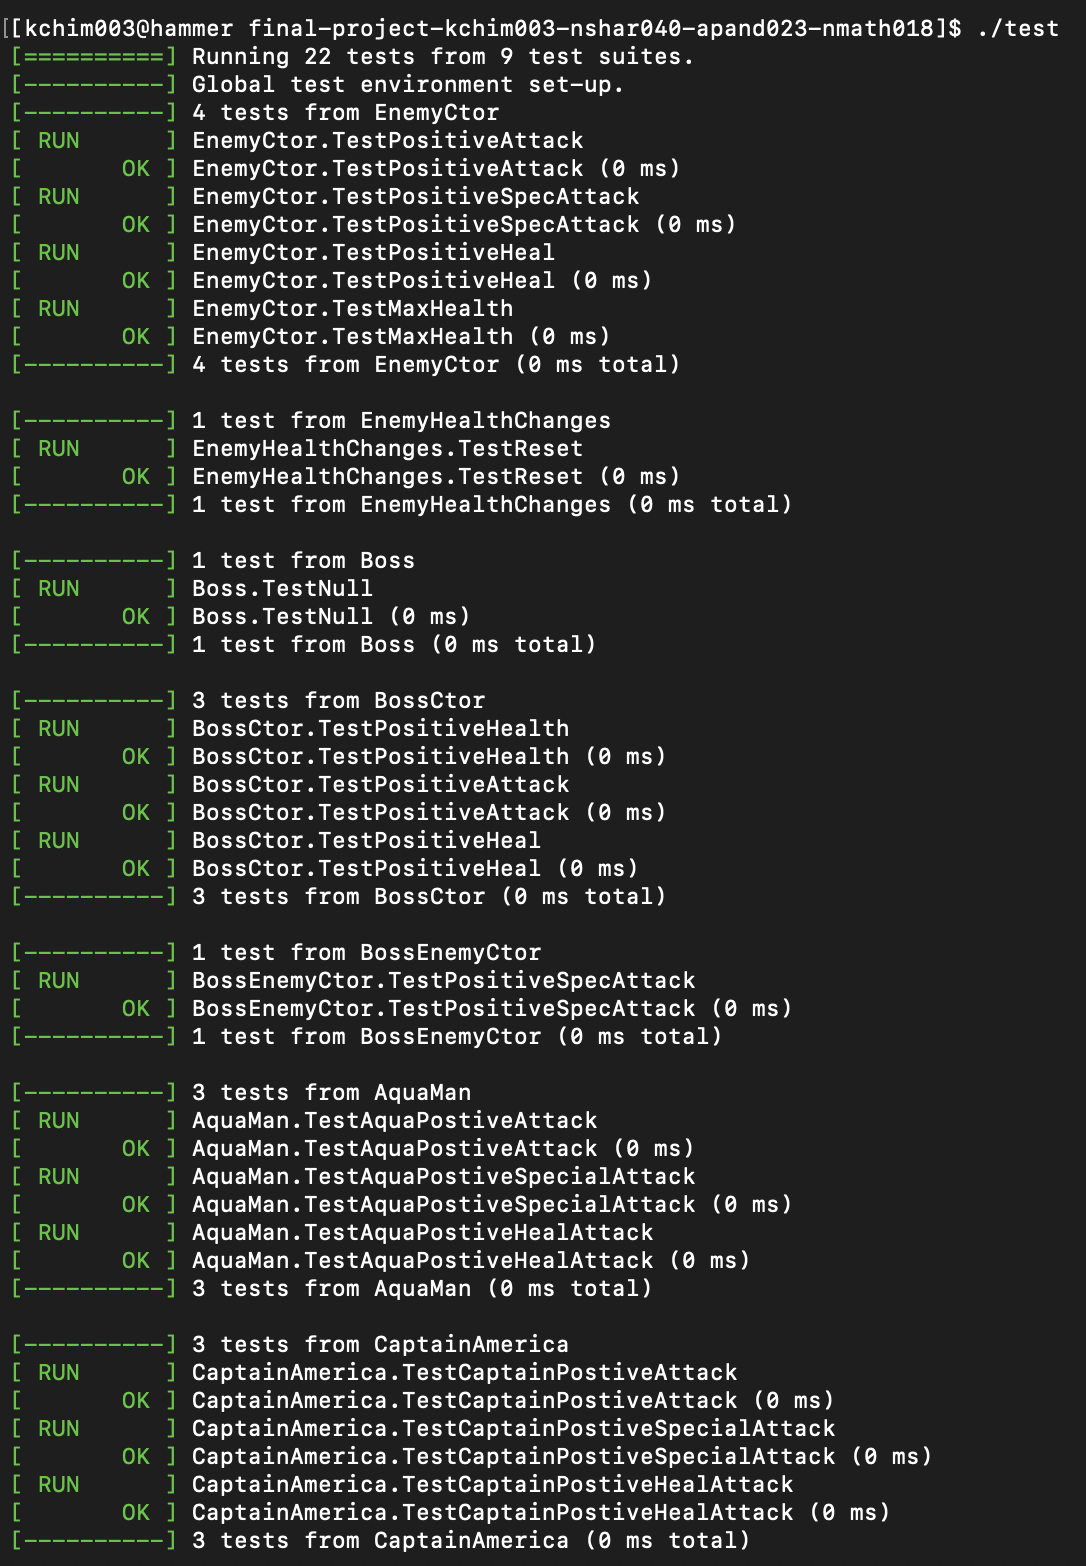 [[kchim003@hammer final-project-kchim003-nshar040-apand023-nmath018]$ ./test
[==========] Running 22 tests from 9 test suites.
[----------] Global test environment set-up.
[----------] 4 tests from EnemyCtor
[ RUN      ] EnemyCtor.TestPositiveAttack
[       OK ] EnemyCtor.TestPositiveAttack (0 ms)
[ RUN      ] EnemyCtor.TestPositiveSpecAttack
[       OK ] EnemyCtor.TestPositiveSpecAttack (0 ms)
[ RUN      ] EnemyCtor.TestPositiveHeal
[       OK ] EnemyCtor.TestPositiveHeal (0 ms)
[ RUN      ] EnemyCtor.TestMaxHealth
[       OK ] EnemyCtor.TestMaxHealth (0 ms)
[----------] 4 tests from EnemyCtor (0 ms total)

[----------] 1 test from EnemyHealthChanges
[ RUN      ] EnemyHealthChanges.TestReset
[       OK ] EnemyHealthChanges.TestReset (0 ms)
[----------] 1 test from EnemyHealthChanges (0 ms total)

[----------] 1 test from Boss
[ RUN      ] Boss.TestNull
[       OK ] Boss.TestNull (0 ms)
[----------] 1 test from Boss (0 ms total)

[----------] 3 tests from BossCtor
[ RUN      ] BossCtor.TestPositiveHealth
[       OK ] BossCtor.TestPositiveHealth (0 ms)
[ RUN      ] BossCtor.TestPositiveAttack
[       OK ] BossCtor.TestPositiveAttack (0 ms)
[ RUN      ] BossCtor.TestPositiveHeal
[       OK ] BossCtor.TestPositiveHeal (0 ms)
[----------] 3 tests from BossCtor (0 ms total)

[----------] 1 test from BossEnemyCtor
[ RUN      ] BossEnemyCtor.TestPositiveSpecAttack
[       OK ] BossEnemyCtor.TestPositiveSpecAttack (0 ms)
[----------] 1 test from BossEnemyCtor (0 ms total)

[----------] 3 tests from AquaMan
[ RUN      ] AquaMan.TestAquaPostiveAttack
[       OK ] AquaMan.TestAquaPostiveAttack (0 ms)
[ RUN      ] AquaMan.TestAquaPostiveSpecialAttack
[       OK ] AquaMan.TestAquaPostiveSpecialAttack (0 ms)
[ RUN      ] AquaMan.TestAquaPostiveHealAttack
[       OK ] AquaMan.TestAquaPostiveHealAttack (0 ms)
[----------] 3 tests from AquaMan (0 ms total)

[----------] 3 tests from CaptainAmerica
[ RUN      ] CaptainAmerica.TestCaptainPostiveAttack
[       OK ] CaptainAmerica.TestCaptainPostiveAttack (0 ms)
[ RUN      ] CaptainAmerica.TestCaptainPostiveSpecialAttack
[       OK ] CaptainAmerica.TestCaptainPostiveSpecialAttack (0 ms)
[ RUN      ] CaptainAmerica.TestCaptainPostiveHealAttack
[       OK ] CaptainAmerica.TestCaptainPostiveHealAttack (0 ms)
[----------] 3 tests from CaptainAmerica (0 ms total)